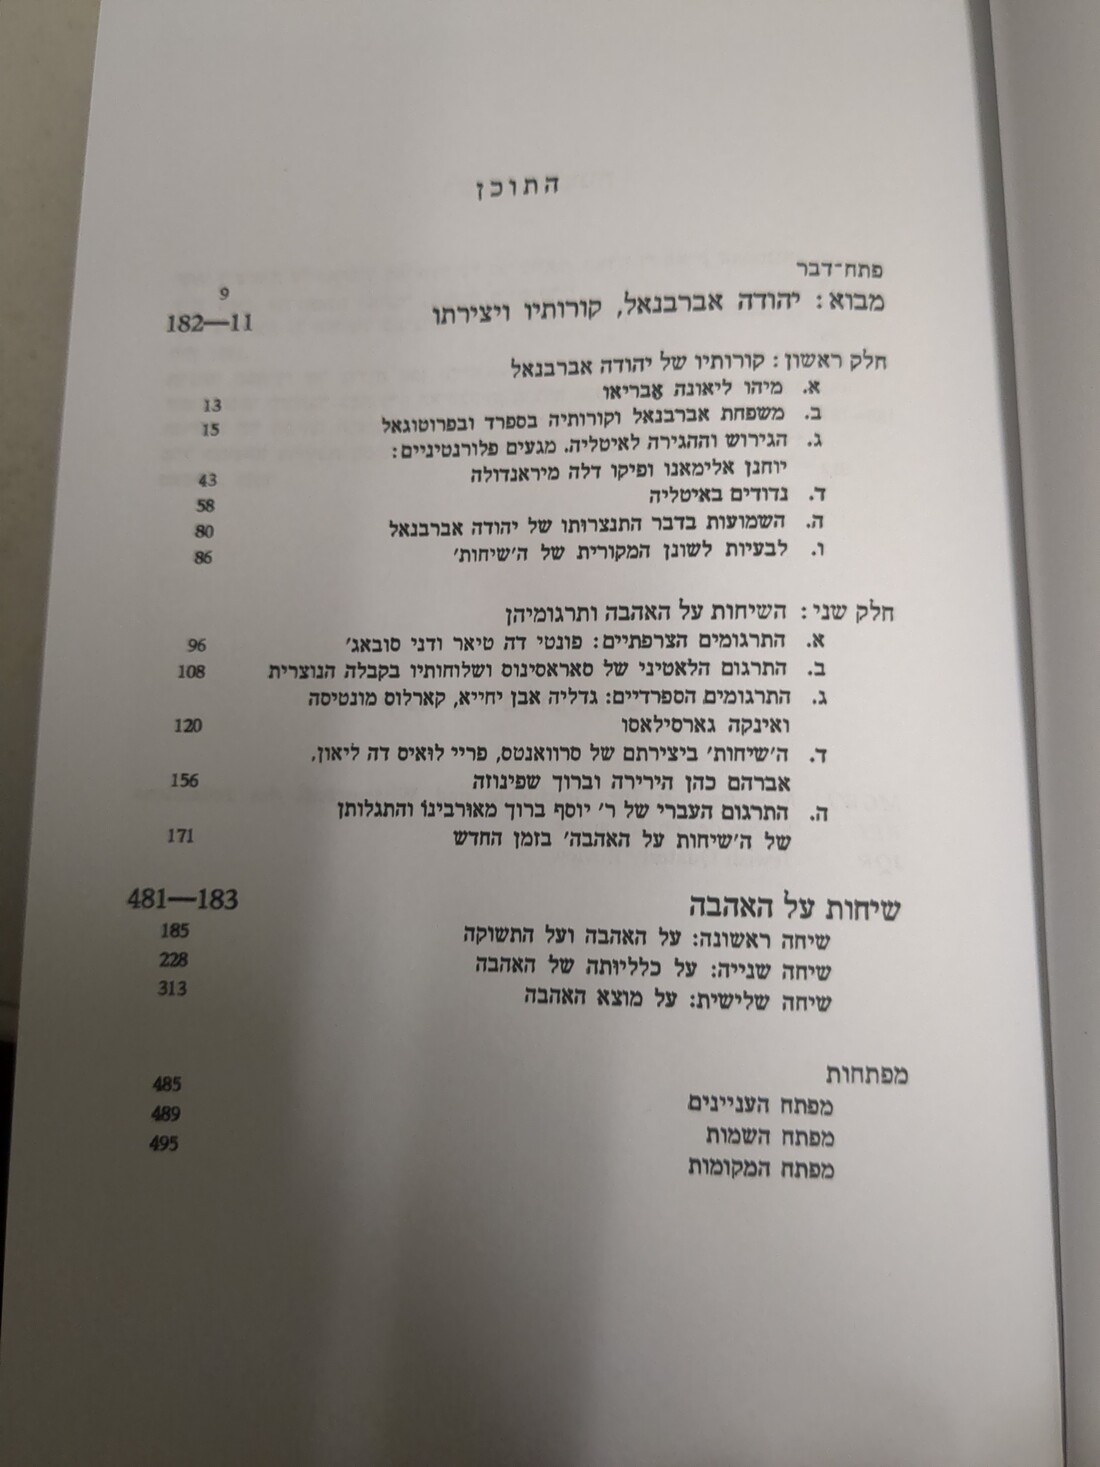 התוכן
פתח־דבר 9
מבוא: יהודה אברבנאל, קורותיו ויצירתו 11—182
חלק ראשון: קורותיו של יהודה אברבנאל
א. מיהו ליאונה אֶבריאו 13
ב. משפחת אברבנאל וקורותיה בספרד ובפרוטוגאל 15
ג. הגירוש וההגירה לאיטליה. מגעים פלורנטיניים:
יוחנן אלימאנו ופיקו דלה מיראנדולה 43
ד. נדודים באיטליה 58
ה. השמועות בדבר התנצרותו של יהודה אברבנאל 80
ו. לבעיות לשונן המקורית של ה׳שיחות׳ 86
חלק שני: השיחות על האהבה ותרגומיהן
א. התרגומים הצרפתיים: פונטי דה טיאר ודני סובאג׳ 96
ב. התרגום הלאטיני של סאראסינוס ושלוחותיו בקבלה הנוצרית 108
ג. התרגומים הספרדיים: גדליה אבן יחייא, קארלוס מונטיסה
ואינקה גארסילאסו 120
ד. ה׳שיחות׳ ביצירתם של סרוואנטס, פריי לואיס דה ליאון,
אברהם כהן הירירה וברוך שפינוזה 156
ה. התרגום העברי של ר׳ יוסף ברוך מאורבינו והתגלותן
של ה׳שיחות על האהבה׳ בזמן החדש 171
שיחות על האהבה 183—481
שיחה ראשונה: על האהבה ועל התשוקה 185
שיחה שנייה: על כלליותה של האהבה 228
שיחה שלישית: על מוצא האהבה 313
מפתחות
מפתח העניינים 485
מפתח השמות 489
מפתח המקומות 495